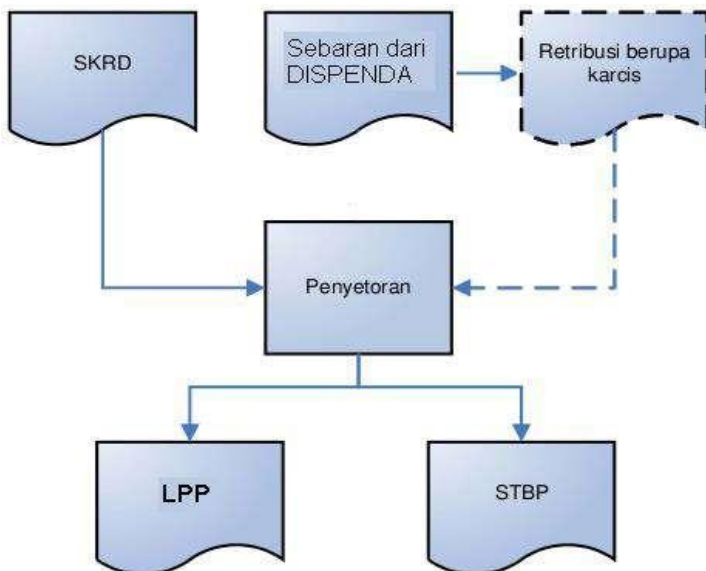 SKRD
Sebaran dari
DISPENDA
Retribusi berupa
karcis
Penyetoran
LPP
STBP